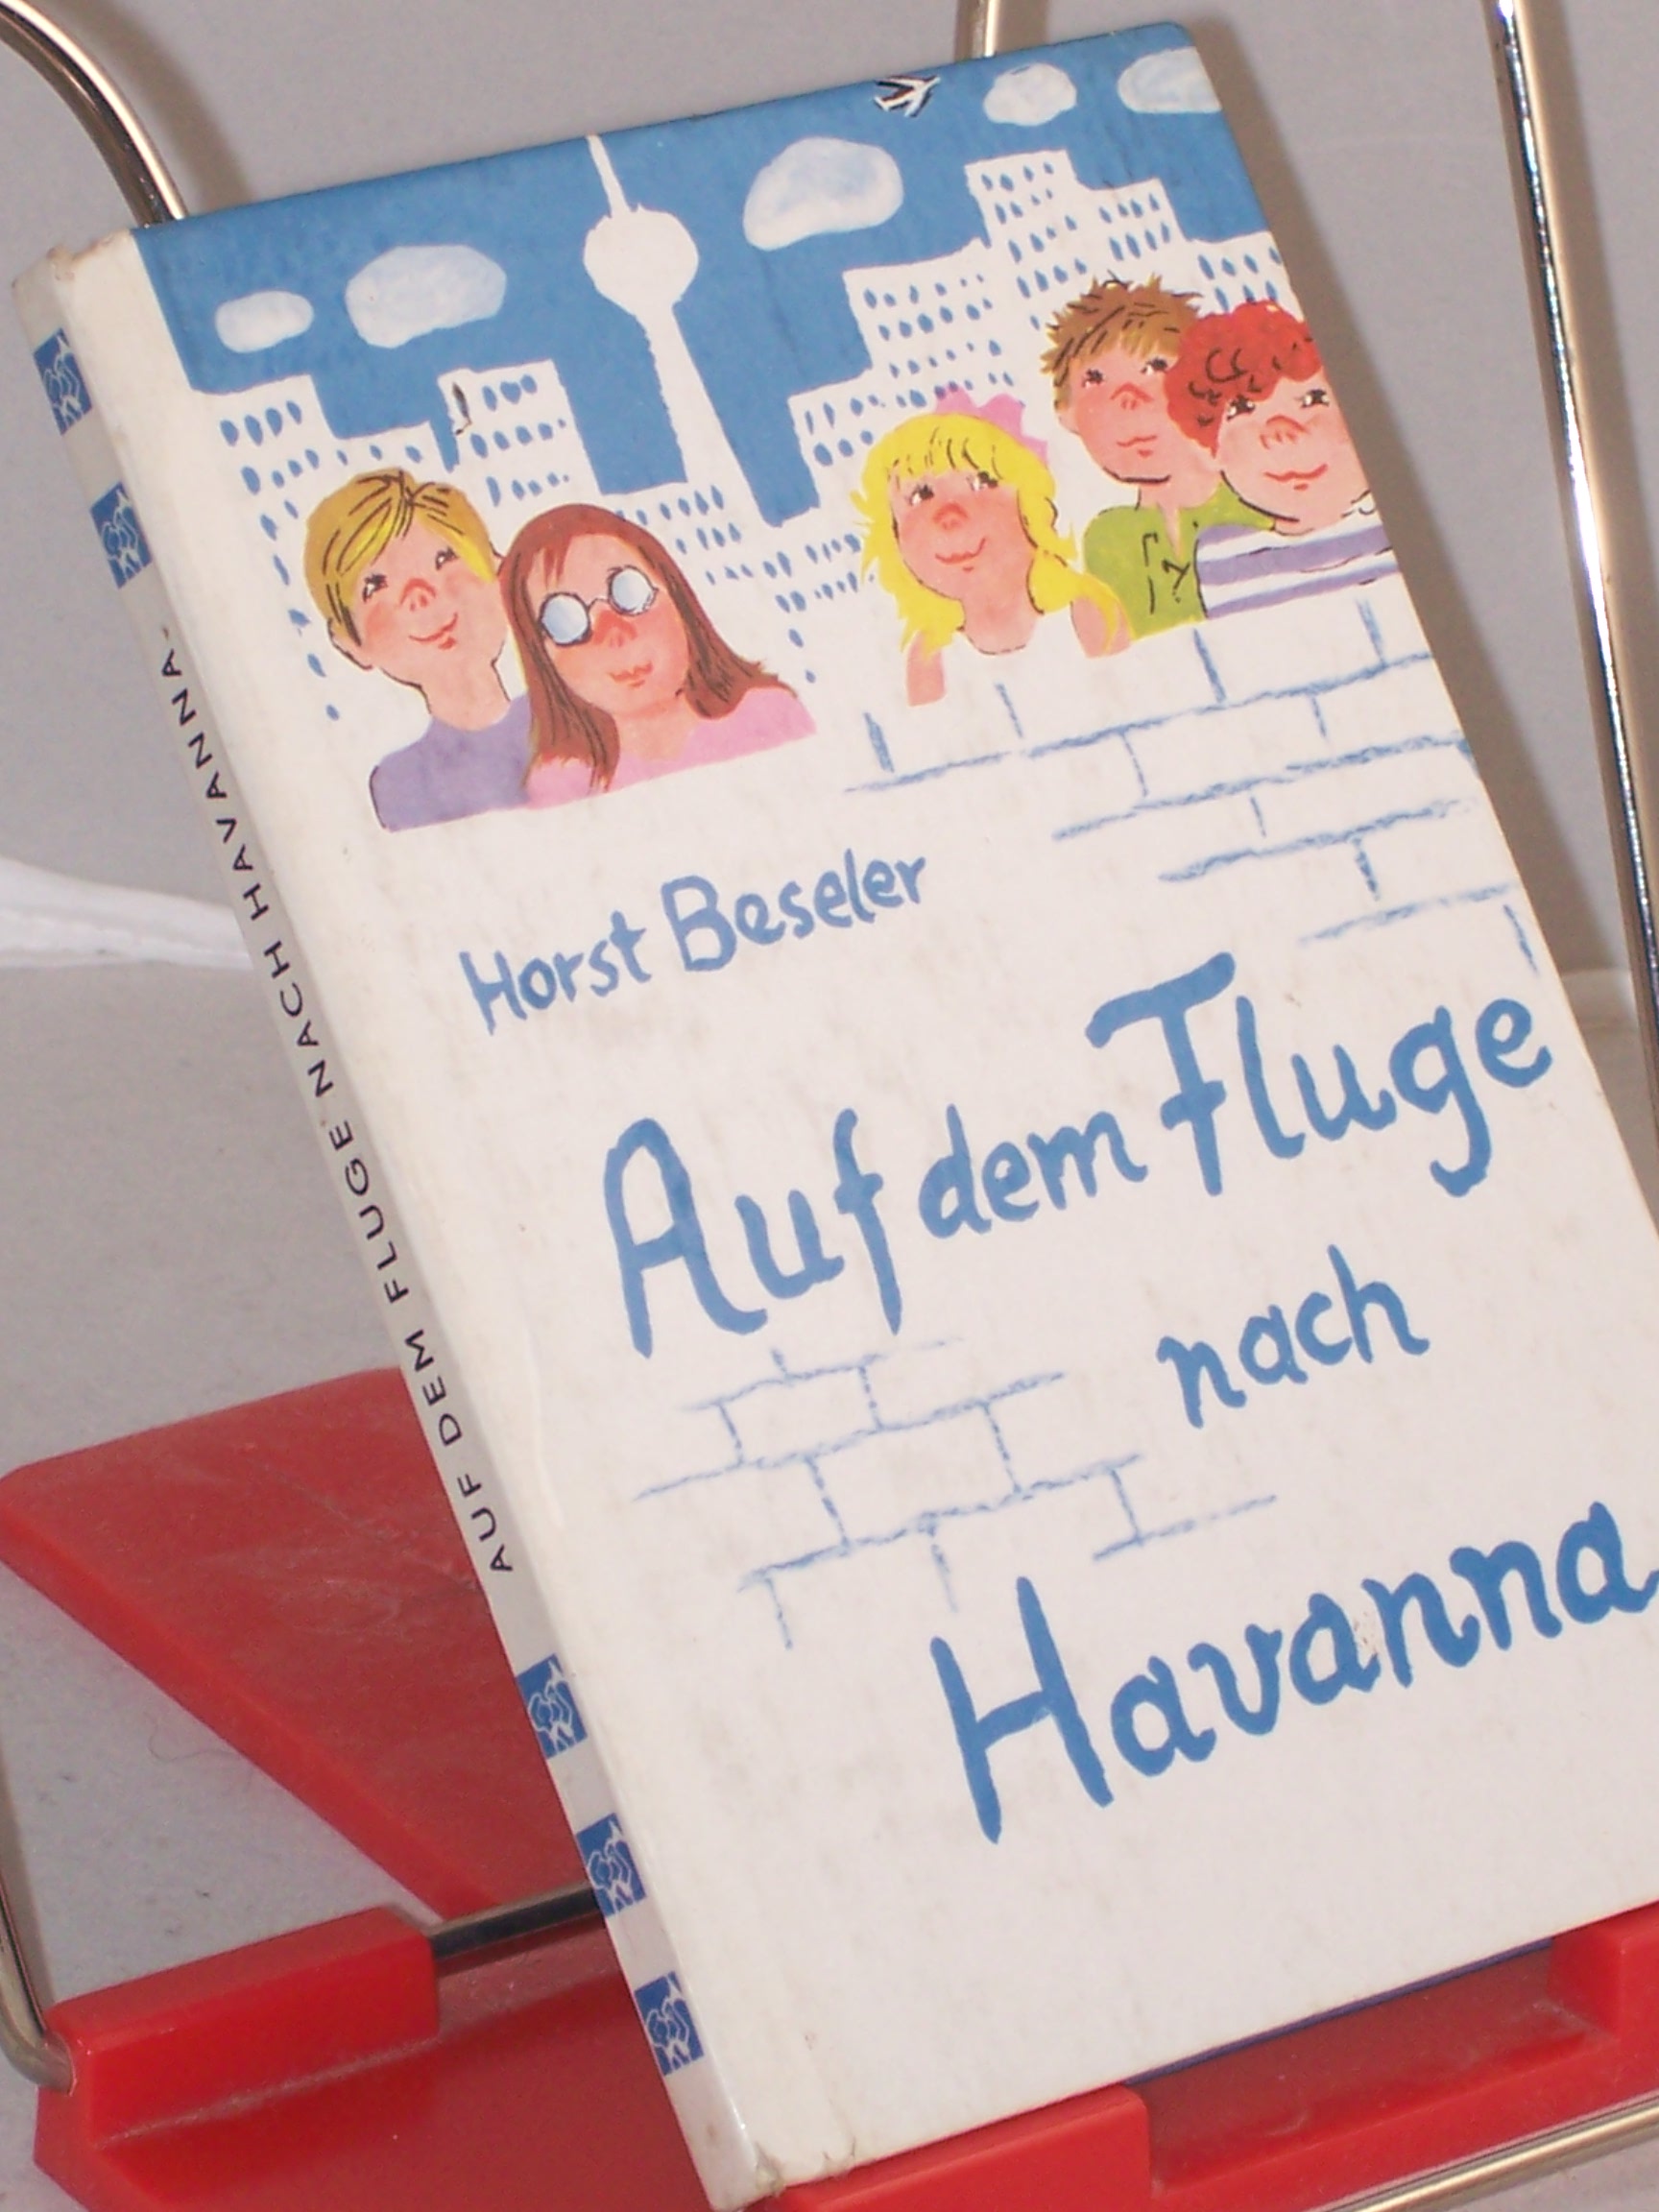 Horst Beseler
Auf dem Fluge
nach
Havanna
AUF DEM FLUGE NACH HAVANNA